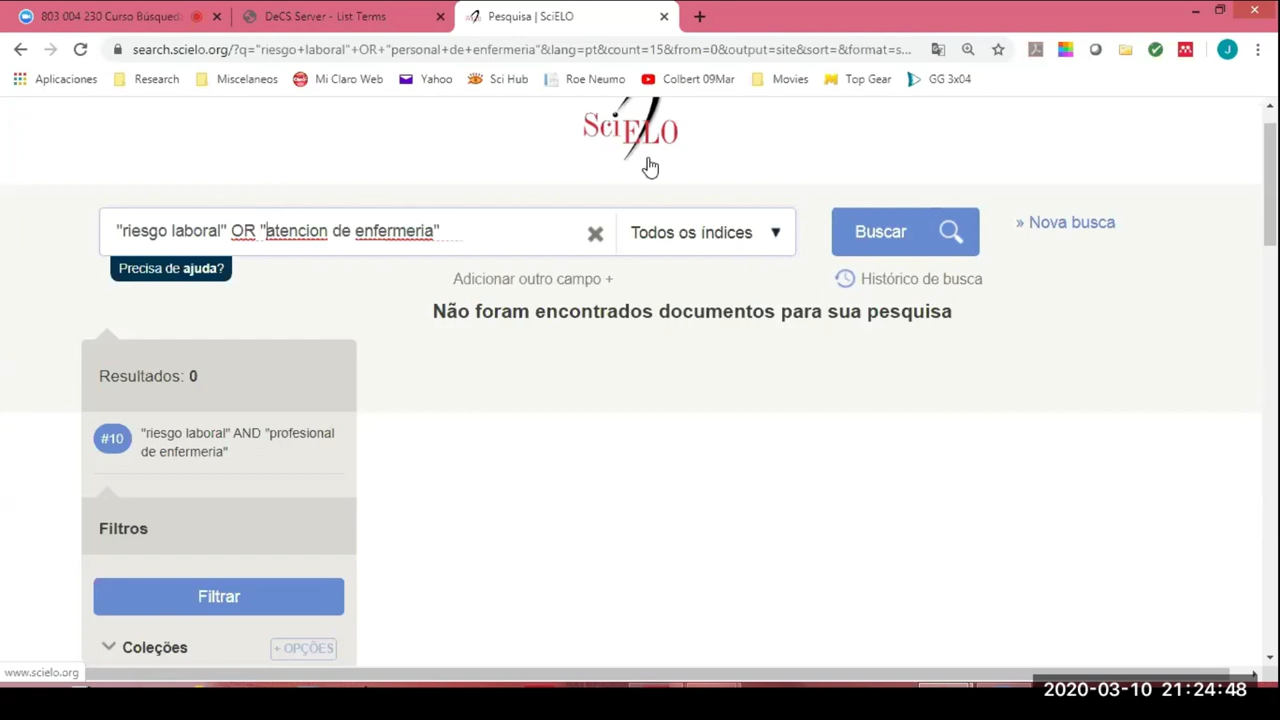 803 004 230 Curso Búsqued
DeCS Server - List Terms
Pesquisa | SciELO
search.scielo.org/?q="riesgo+laboral"+OR+"personal+de+enfermeria"&lang=pt&count=15&from=0&output=site&sort=&format=s...
J
Aplicaciones
Research
Miscelaneos
Mi Claro Web
Yahoo
Sci Hub
Roe Neumo
Colbert 09Mar
Movies
Top Gear
GG 3x04
SciELO
"riesgo laboral" OR "atencion de enfermeria"
Todos os índices
Buscar
» Nova busca
Precisa de ajuda?
Adicionar outro campo +
Histórico de busca
Não foram encontrados documentos para sua pesquisa
Resultados: 0
#10
"riesgo laboral" AND "profesional
de enfermeria"
Filtros
Filtrar
Coleções
+ OPÇÕES
www.scielo.org
2020-03-10 21:24:48